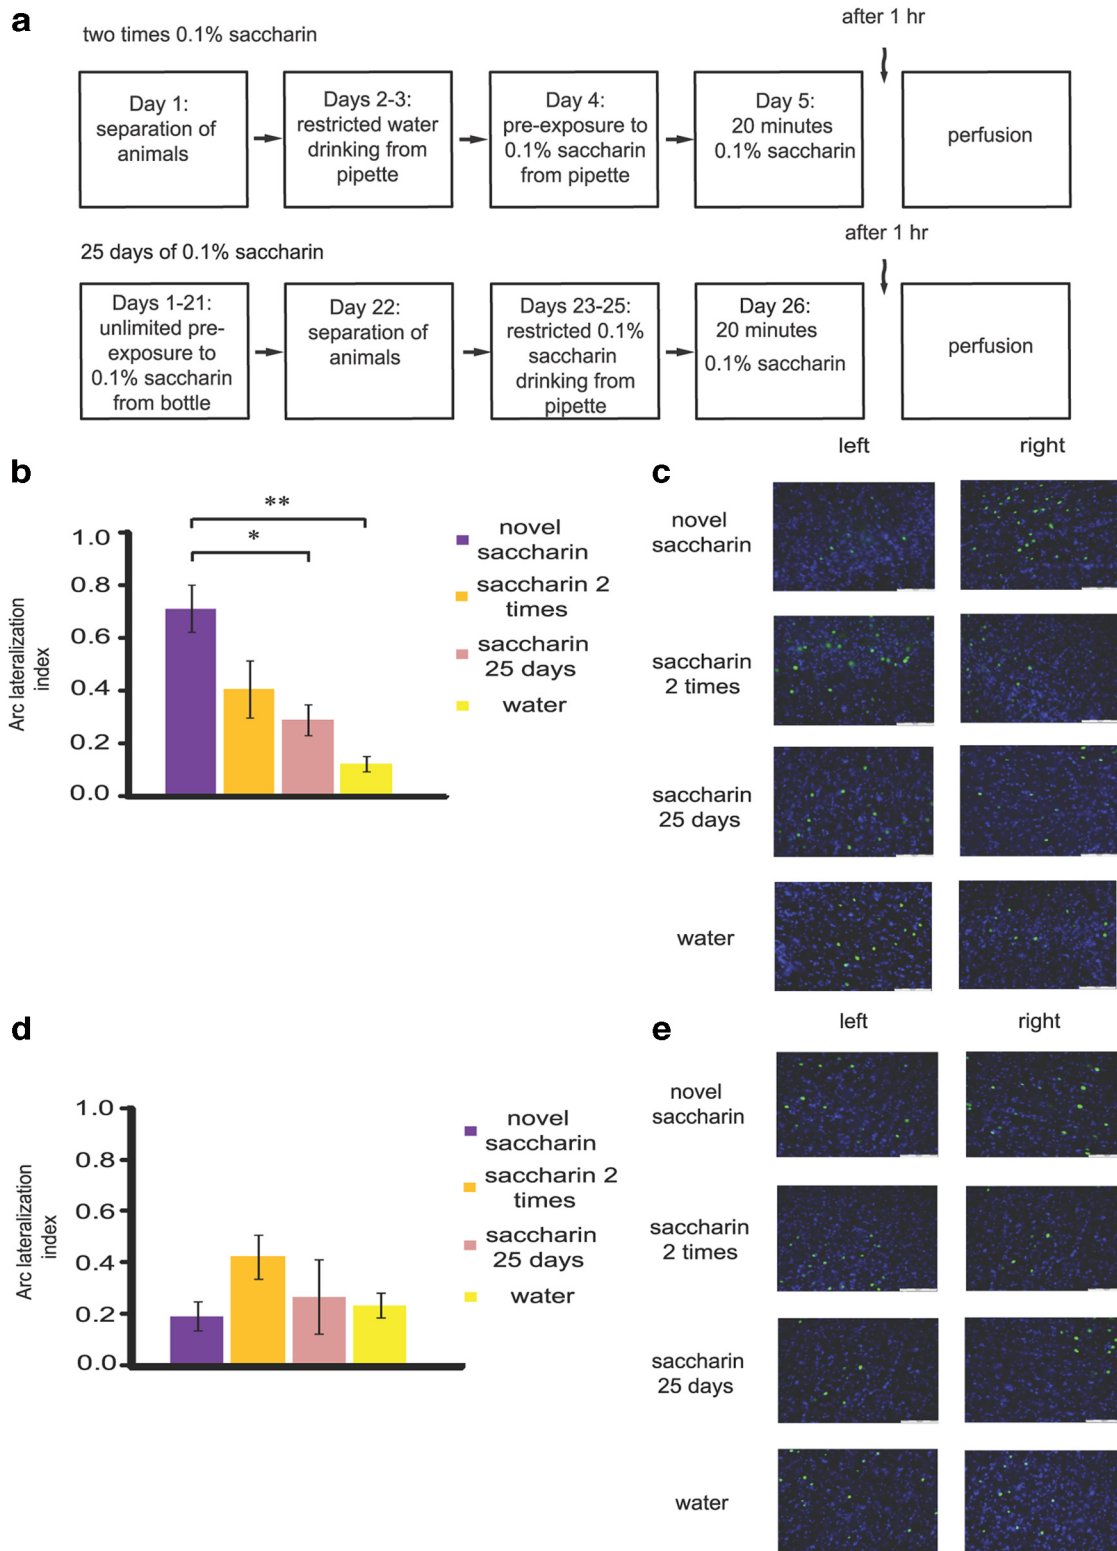 a
two times 0.1% saccharin
after 1 hr
Day 1:
separation of
animals
Days 2-3:
restricted water
drinking from
pipette
Day 4:
pre-exposure to
0.1% saccharin
from pipette
Day 5:
20 minutes
0.1% saccharin
perfusion
25 days of 0.1% saccharin
after 1 hr
Days 1-21:
unlimited pre-
exposure to
0.1% saccharin
from bottle
Day 22:
separation of
animals
Days 23-25:
restricted 0.1%
saccharin
drinking from
pipette
Day 26:
20 minutes
0.1% saccharin
perfusion
b
**
*
1.0
0.8
0.6
0.4
0.2
0.0
Arc lateralization
index
novel
saccharin
saccharin 2
times
saccharin
25 days
water
c
left right
novel
saccharin
saccharin
2 times
saccharin
25 days
water
d
1.0
0.8
0.6
0.4
0.2
0.0
Arc lateralization
index
novel
saccharin
saccharin 2
times
saccharin
25 days
water
e
left right
novel
saccharin
saccharin
2 times
saccharin
25 days
water